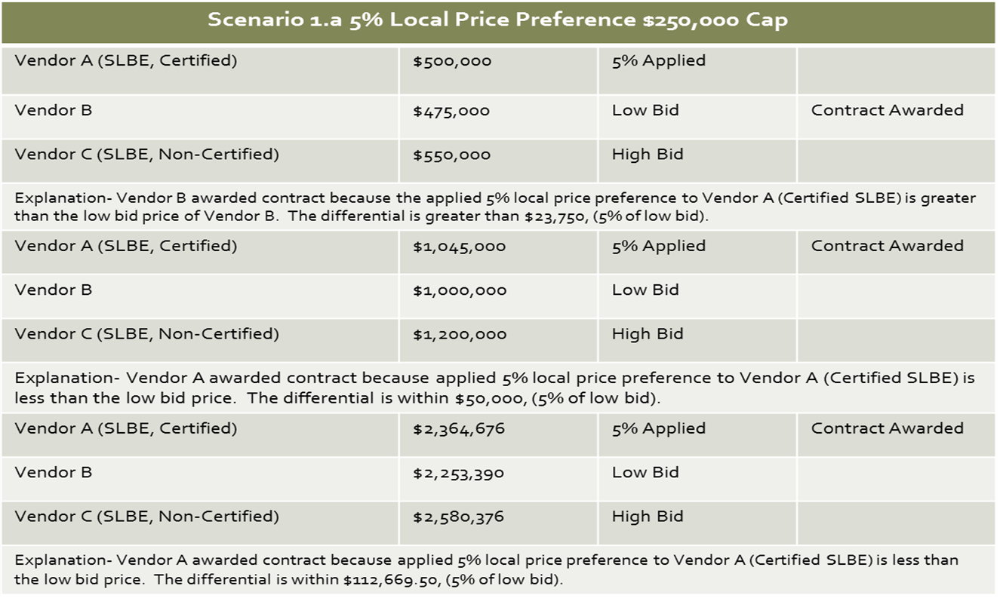 Scenario 1.a 5% Local Price Preference $250,000 Cap
Vendor A (SLBE, Certified) $500,000 5% Applied
Vendor B $475,000 Low Bid Contract Awarded
Vendor C (SLBE, Non-Certified) $550,000 High Bid
Explanation- Vendor B awarded contract because the applied 5% local price preference to Vendor A (Certified SLBE) is greater
than the low bid price of Vendor B. The differential is greater than $23,750, (5% of low bid).
Vendor A (SLBE, Certified) $1,045,000 5% Applied Contract Awarded
Vendor B $1,000,000 Low Bid
Vendor C (SLBE, Non-Certified) $1,200,000 High Bid
Explanation- Vendor A awarded contract because applied 5% local price preference to Vendor A (Certified SLBE) is
less than the low bid price. The differential is within $50,000, (5% of low bid).
Vendor A (SLBE, Certified) $2,364,676 5% Applied Contract Awarded
Vendor B $2,253,390 Low Bid
Vendor C (SLBE, Non-Certified) $2,580,376 High Bid
Explanation- Vendor A awarded contract because applied 5% local price preference to Vendor A (Certified SLBE) is less than
the low bid price. The differential is within $112,669.50, (5% of low bid).